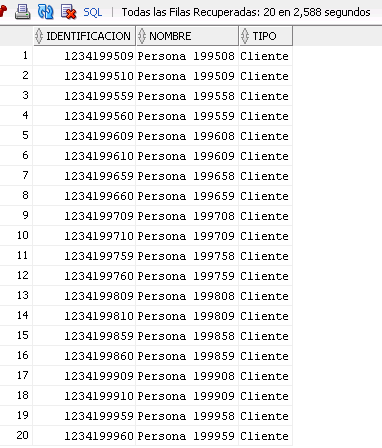 SQL | Todas las Filas Recuperadas: 20 en 2,588 segundos
IDENTIFICACION NOMBRE TIPO
1 1234199509 Persona 199508 Cliente
2 1234199510 Persona 199509 Cliente
3 1234199559 Persona 199558 Cliente
4 1234199560 Persona 199559 Cliente
5 1234199609 Persona 199608 Cliente
6 1234199610 Persona 199609 Cliente
7 1234199659 Persona 199658 Cliente
8 1234199660 Persona 199659 Cliente
9 1234199709 Persona 199708 Cliente
10 1234199710 Persona 199709 Cliente
11 1234199759 Persona 199758 Cliente
12 1234199760 Persona 199759 Cliente
13 1234199809 Persona 199808 Cliente
14 1234199810 Persona 199809 Cliente
15 1234199859 Persona 199858 Cliente
16 1234199860 Persona 199859 Cliente
17 1234199909 Persona 199908 Cliente
18 1234199910 Persona 199909 Cliente
19 1234199959 Persona 199958 Cliente
20 1234199960 Persona 199959 Cliente